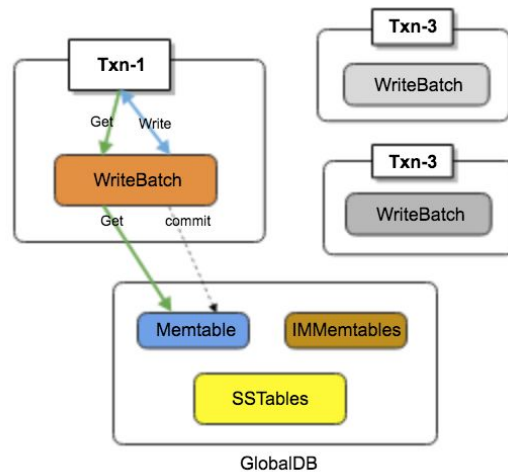 Txn-1
Get
Write
WriteBatch
Get
commit
Txn-3
WriteBatch
Txn-3
WriteBatch
Memtable
IMMemtables
SSTables
GlobalDB